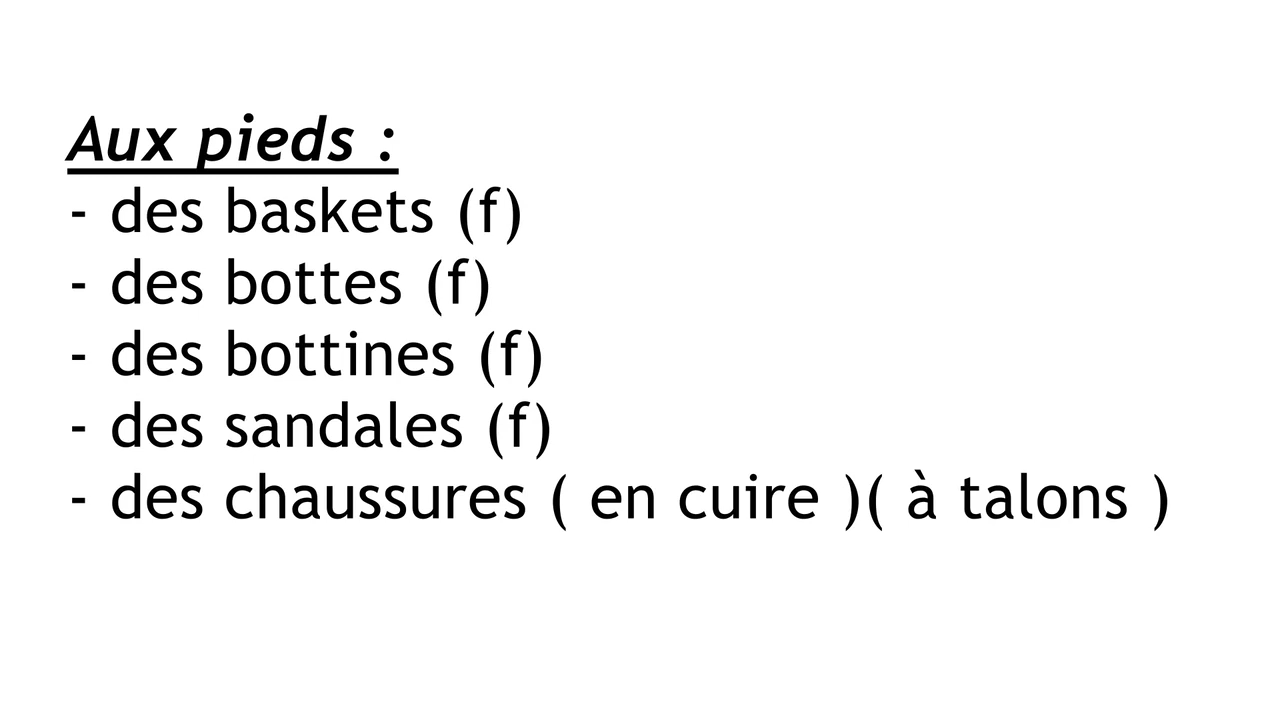 Aux pieds :
- des baskets (f)
- des bottes (f)
- des bottines (f)
- des sandales (f)
- des chaussures ( en cuire )( à talons )